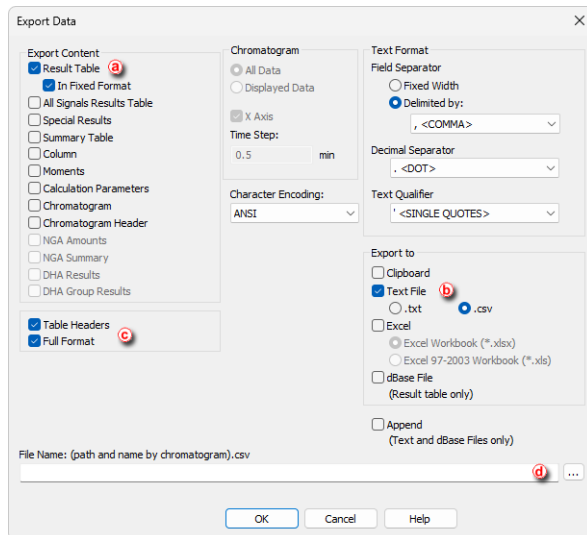 Export Data
Export Content
Result Table a
In Fixed Format
All Signals Results Table
Special Results
Summary Table
Column
Moments
Calculation Parameters
Chromatogram
Chromatogram Header
NGA Amounts
NGA Summary
DHA Results
DHA Group Results
Table Headers
Full Format
c
Chromatogram
All Data
Displayed Data
X Axis
Time Step:
0.5 min
Character Encoding:
ANSI
Text Format
Field Separator
Fixed Width
Delimited by:
, <COMMA>
Decimal Separator
. <DOT>
Text Qualifier
' <SINGLE QUOTES>
Export to
Clipboard
Text File b
.txt .csv
Excel
Excel Workbook (*.xlsx)
Excel 97-2003 Workbook (*.xls)
dBase File
(Result table only)
Append
(Text and dBase Files only)
File Name: (path and name by chromatogram).csv
d ...
OK Cancel Help